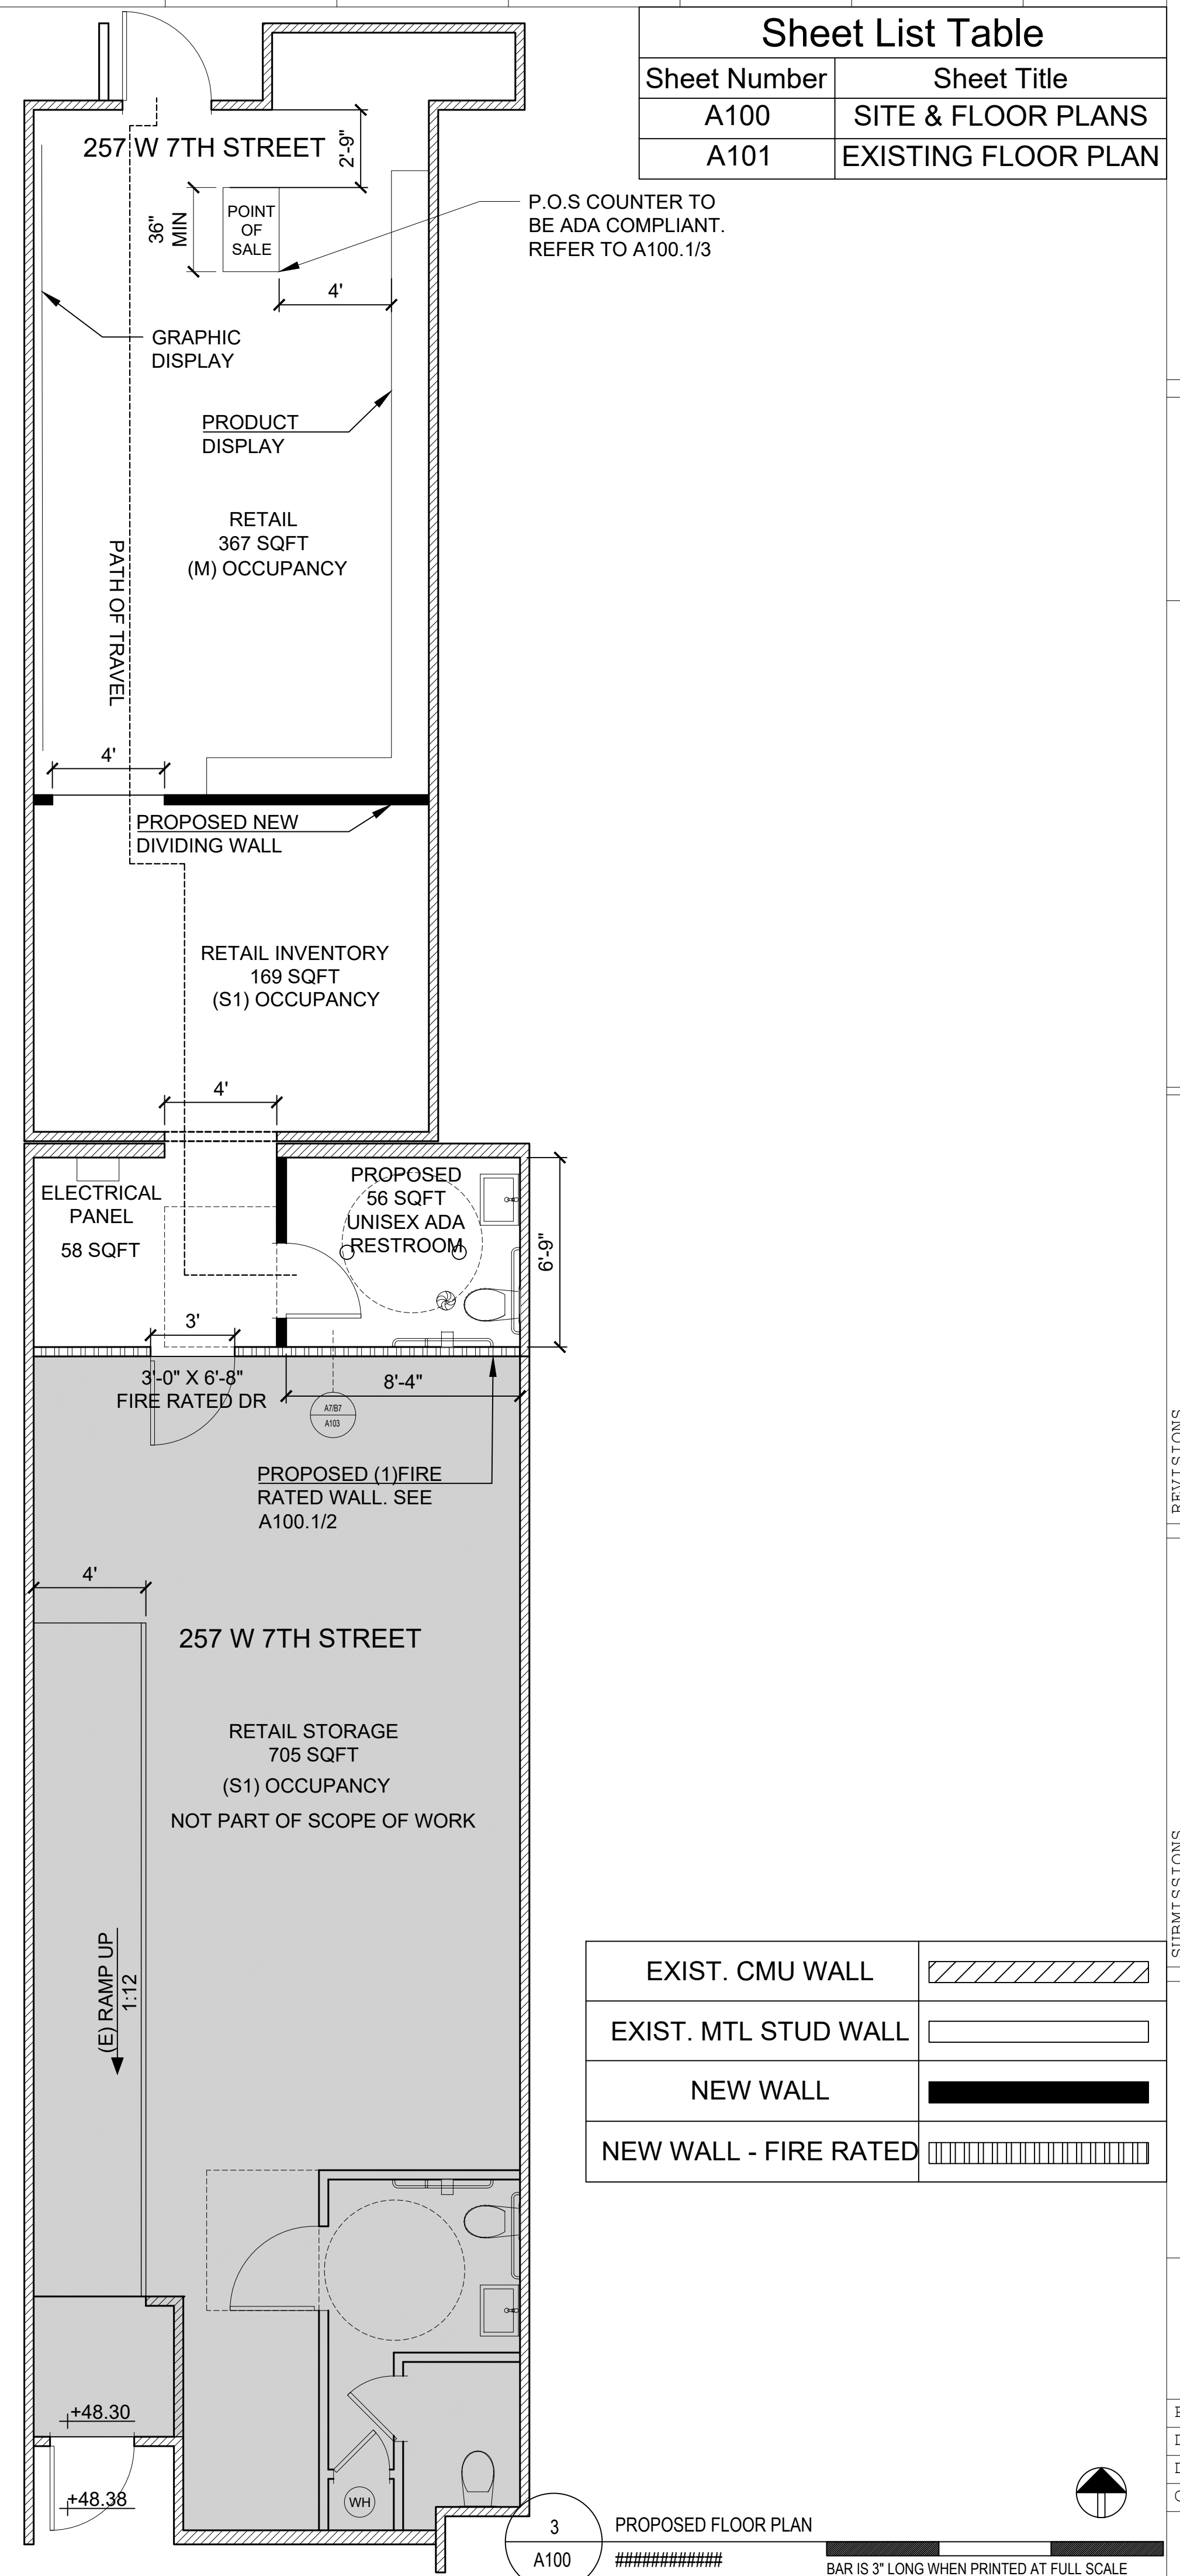 Sheet List Table
Sheet Number
Sheet Title
A100
SITE & FLOOR PLANS
A101
EXISTING FLOOR PLAN
257 W 7TH STREET
2'-9"
36"
MIN
POINT
OF
SALE
P.O.S COUNTER TO
BE ADA COMPLIANT.
REFER TO A100.1/3
4'
GRAPHIC
DISPLAY
PRODUCT
DISPLAY
RETAIL
367 SQFT
(M) OCCUPANCY
PATH OF TRAVEL
4'
PROPOSED NEW
DIVIDING WALL
RETAIL INVENTORY
169 SQFT
(S1) OCCUPANCY
4'
ELECTRICAL
PANEL
58 SQFT
PROPOSED
56 SQFT
UNISEX ADA
RESTROOM
6'-9"
3'
3'-0" X 6'-8"
FIRE RATED DR
8'-4"
A7/B7
A103
PROPOSED (1)FIRE
RATED WALL. SEE
A100.1/2
REVISIONS
4'
257 W 7TH STREET
RETAIL STORAGE
705 SQFT
(S1) OCCUPANCY
NOT PART OF SCOPE OF WORK
SUBMISSIONS
(E) RAMP UP
1:12
EXIST. CMU WALL
EXIST. MTL STUD WALL
NEW WALL
NEW WALL - FIRE RATED
+48.30
+48.38
WH
3
A100
PROPOSED FLOOR PLAN
############
BAR IS 3" LONG WHEN PRINTED AT FULL SCALE